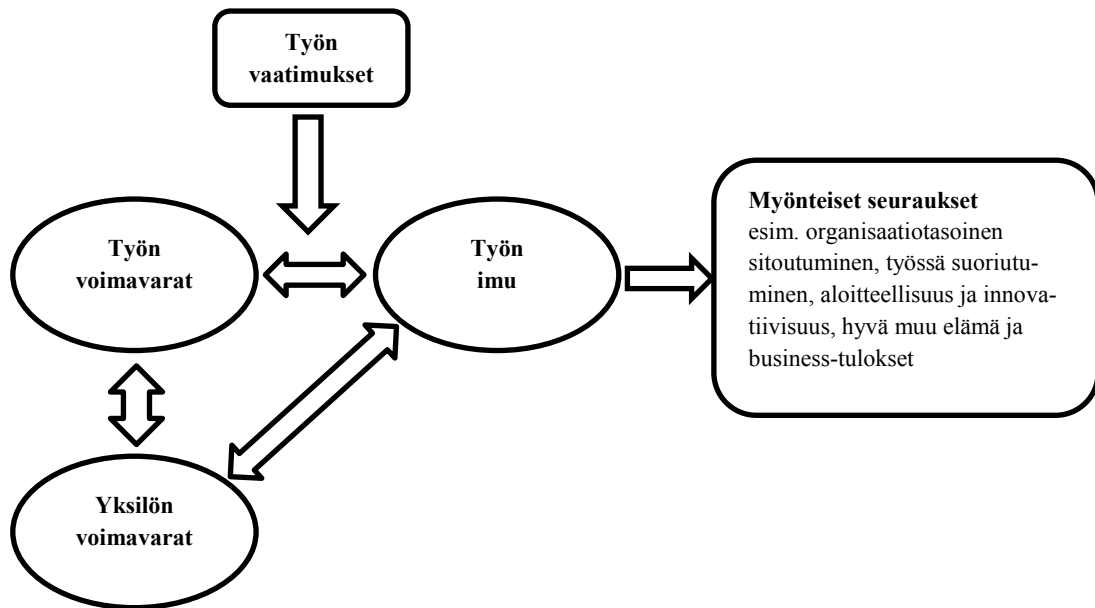 Työn
vaatimukset
Työn
voimavarat
Työn
imu
Myönteiset seuraukset
esim. organisaatiotasoinen
sitoutuminen, työssä suoriutu-
minen, aloitteellisuus ja innova-
tiivisuus, hyvä muu elämä ja
business-tulokset
Yksilön
voimavarat